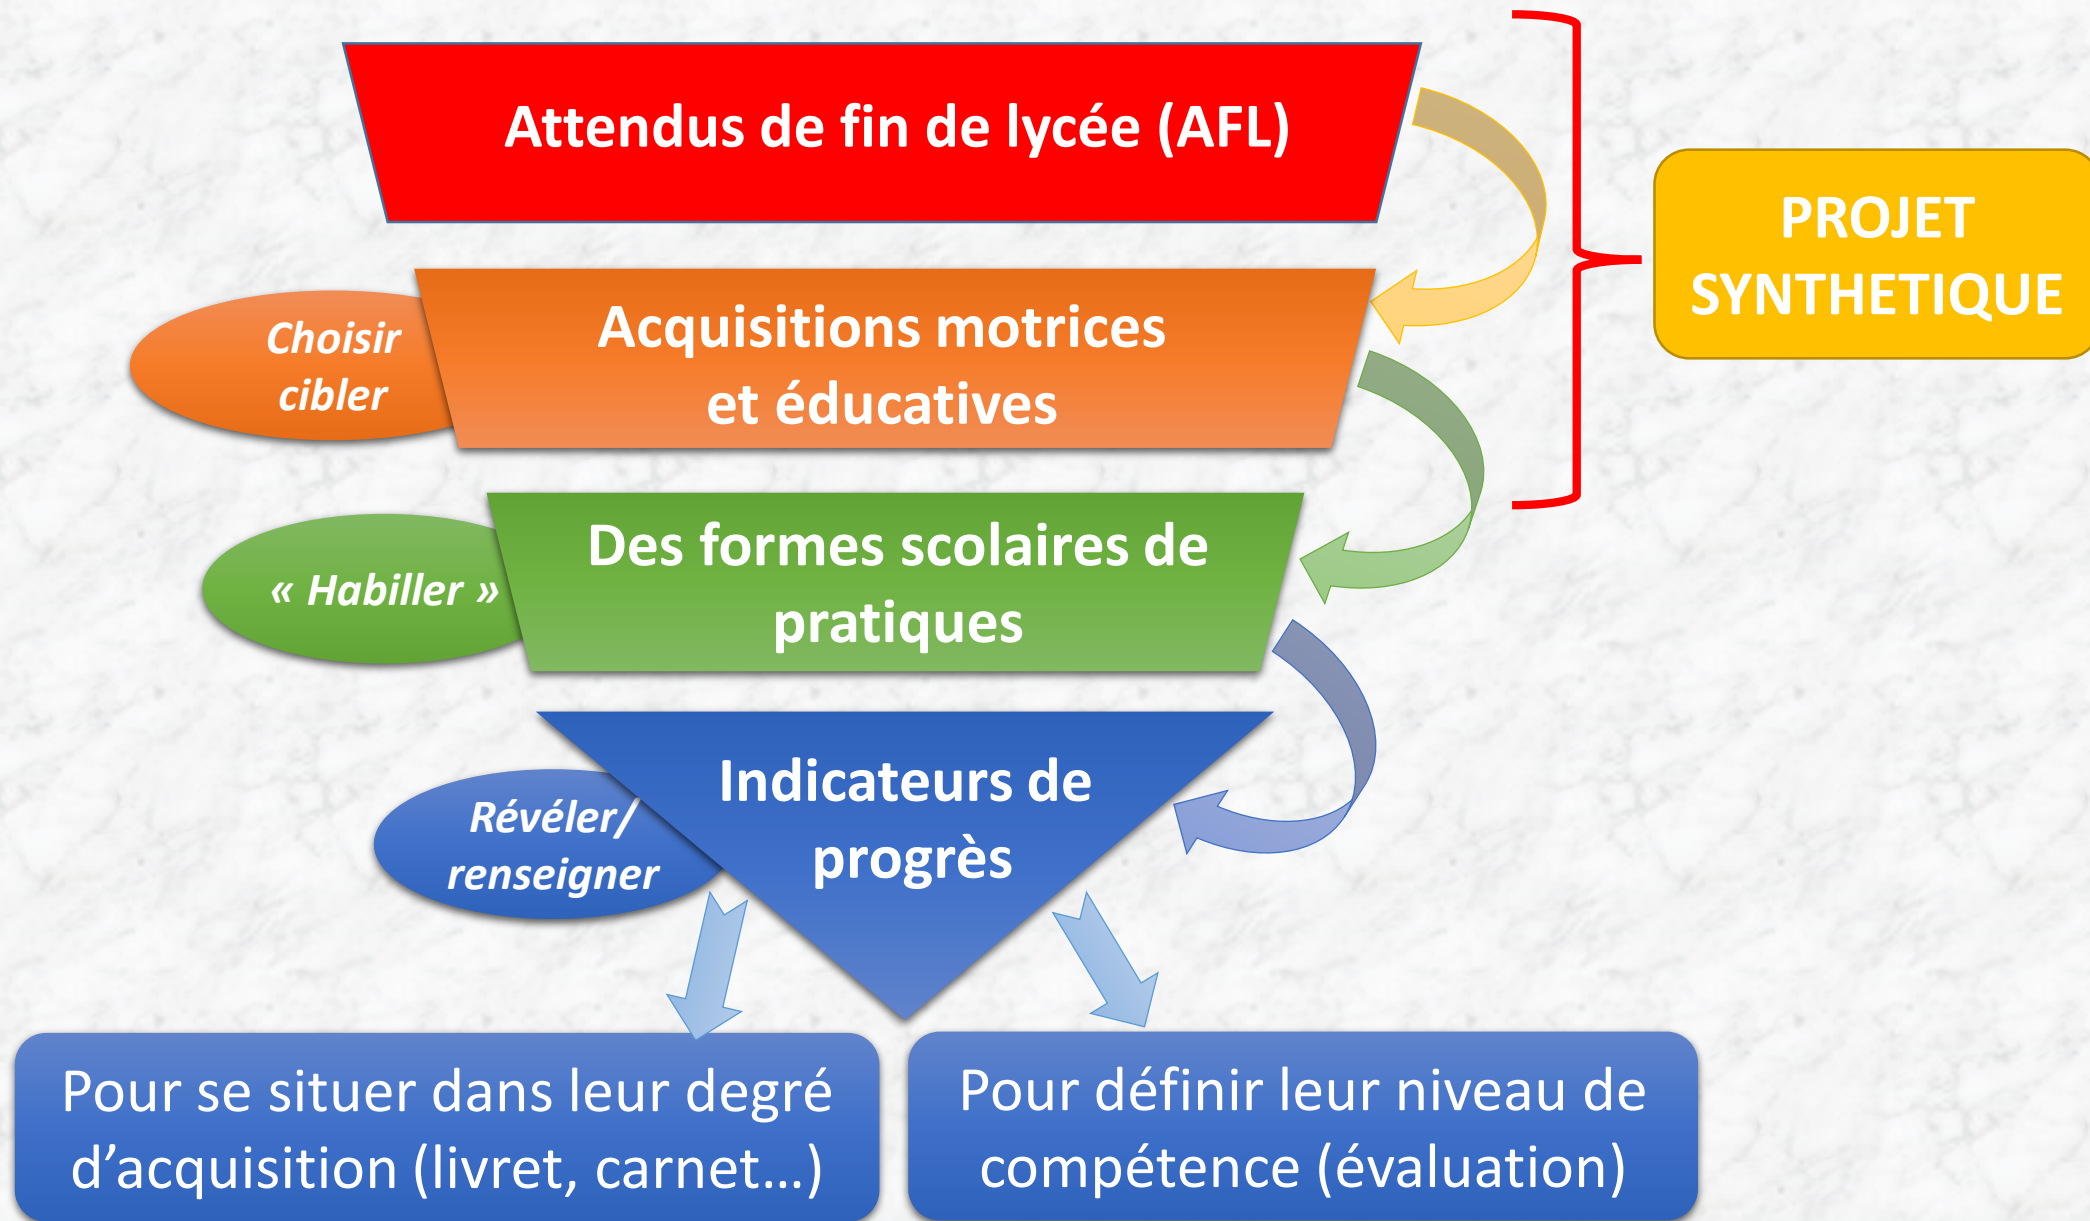 Attendus de fin de lycée (AFL)
PROJET
SYNTHETIQUE
Choisir
cibler
Acquisitions motrices
et éducatives
« Habiller »
Des formes scolaires de
pratiques
Révéler/
renseigner
Indicateurs de
progrès
Pour se situer dans leur degré
d’acquisition (livret, carnet...)
Pour définir leur niveau de
compétence (évaluation)